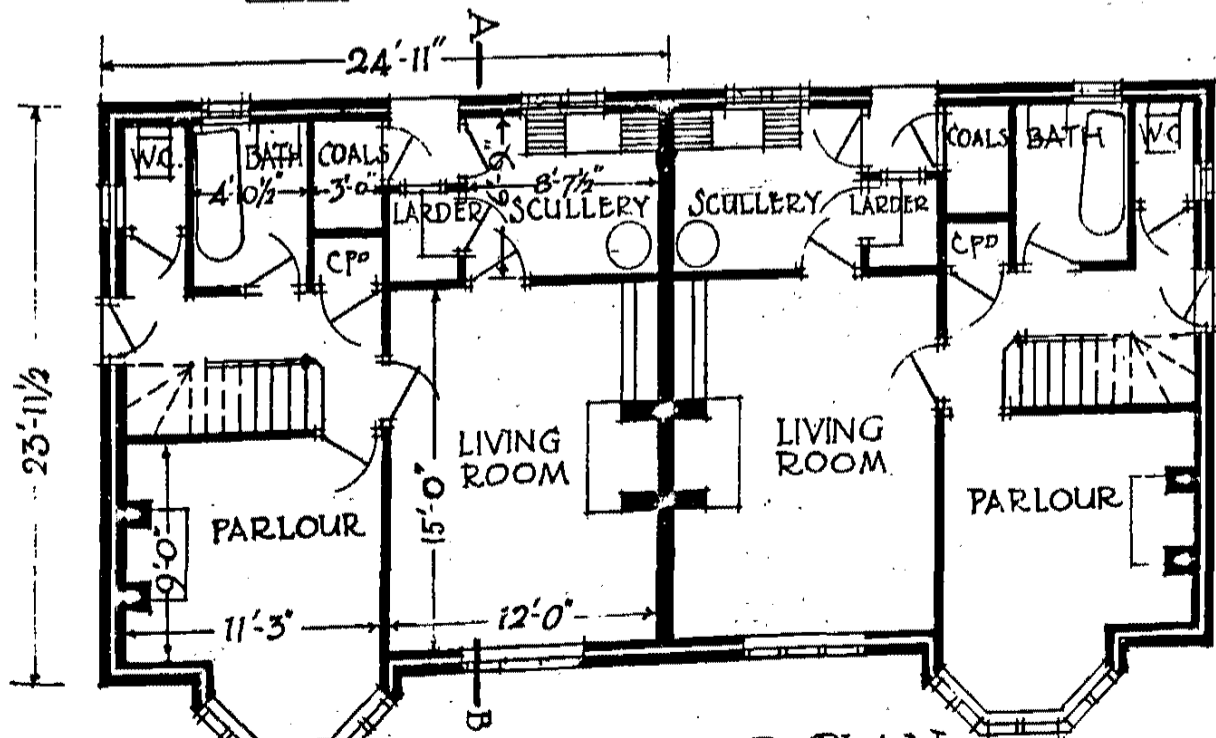 A
24'-11"
W.C.
BATH
COALS
COALS
BATH
W.C
4'-0½"
3'-0"
8'-7½"
LARDER
SCULLERY
SCULLERY
LARDER
CPD
CPD
23'-11½
LIVING
ROOM
LIVING
ROOM
15'-0"
PARLOUR
PARLOUR
9'-0"
11'-3"
12'-0"
B
PLAN